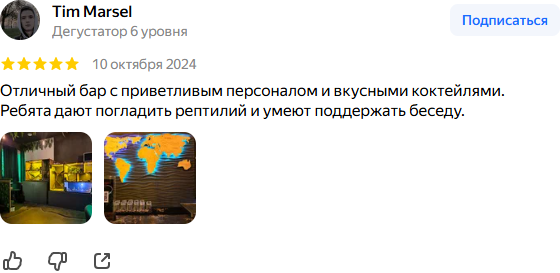 Tim Marsel
Дегустатор 6 уровня
Подписаться
10 октября 2024
Отличный бар с приветливым персоналом и вкусными коктейлями.
Ребята дают погладить рептилий и умеют поддержать беседу.